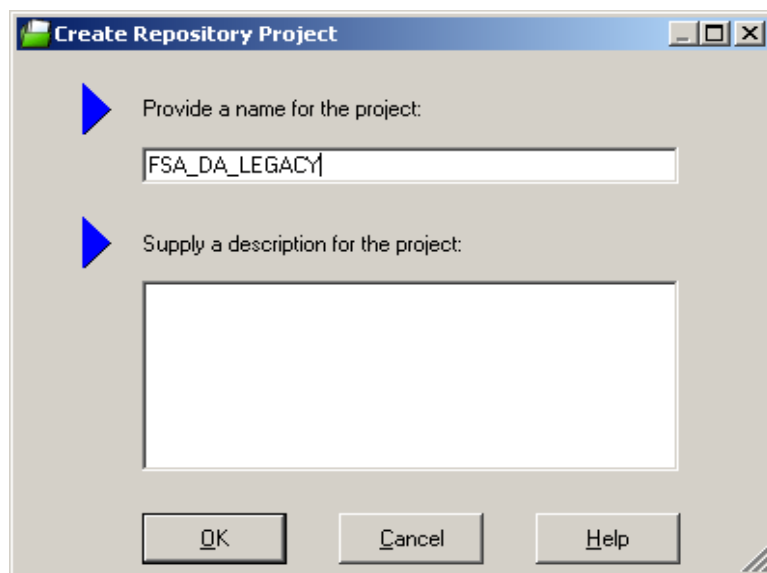 Create Repository Project
Provide a name for the project:
FSA_DA_LEGACY
Supply a description for the project:
OK Cancel Help